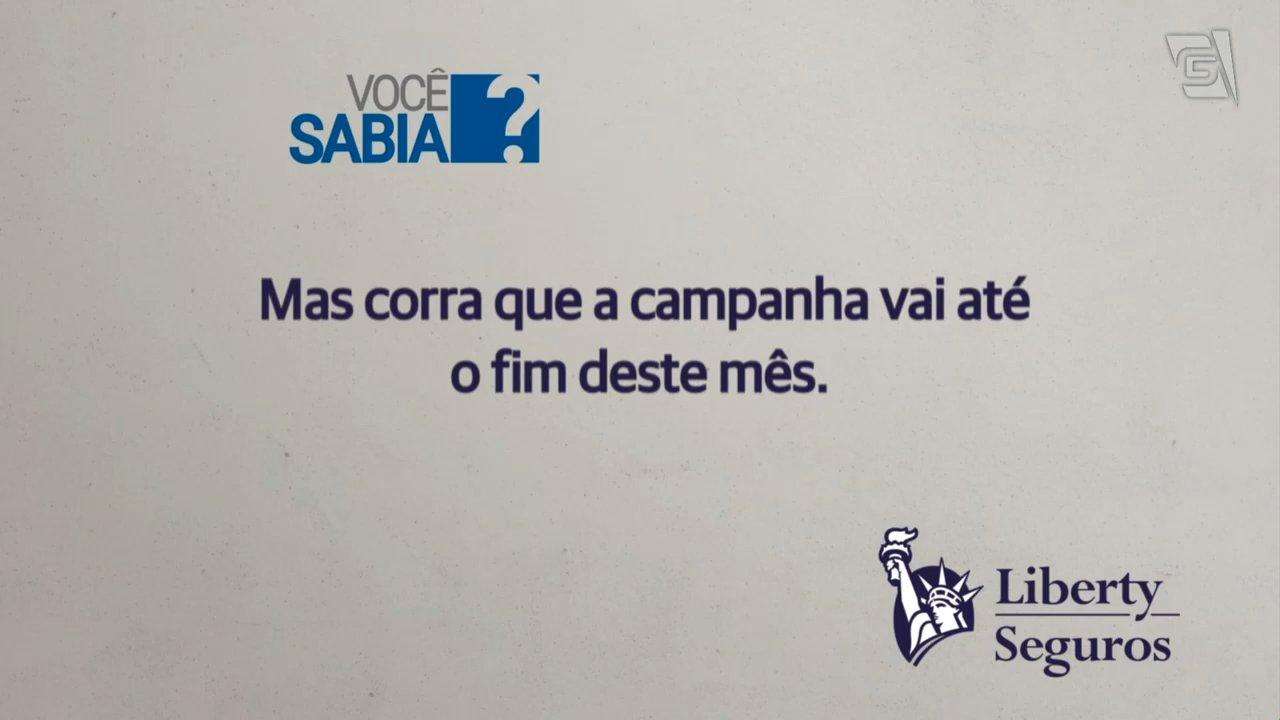 VOCÊ
SABIA?
Mas corra que a campanha vai até
o fim deste mês.
Liberty
Seguros